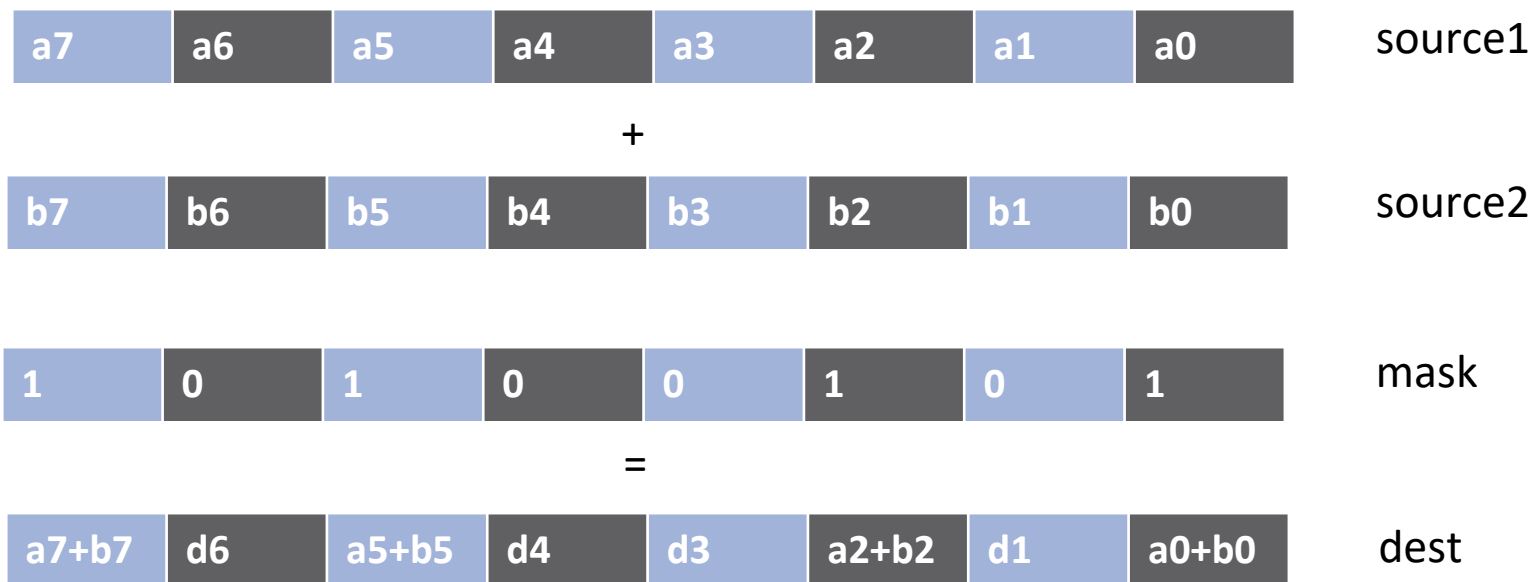 a7 a6 a5 a4 a3 a2 a1 a0 source1
+
b7 b6 b5 b4 b3 b2 b1 b0 source2
1 0 1 0 0 1 0 1 mask
=
a7+b7 d6 a5+b5 d4 d3 a2+b2 d1 a0+b0 dest